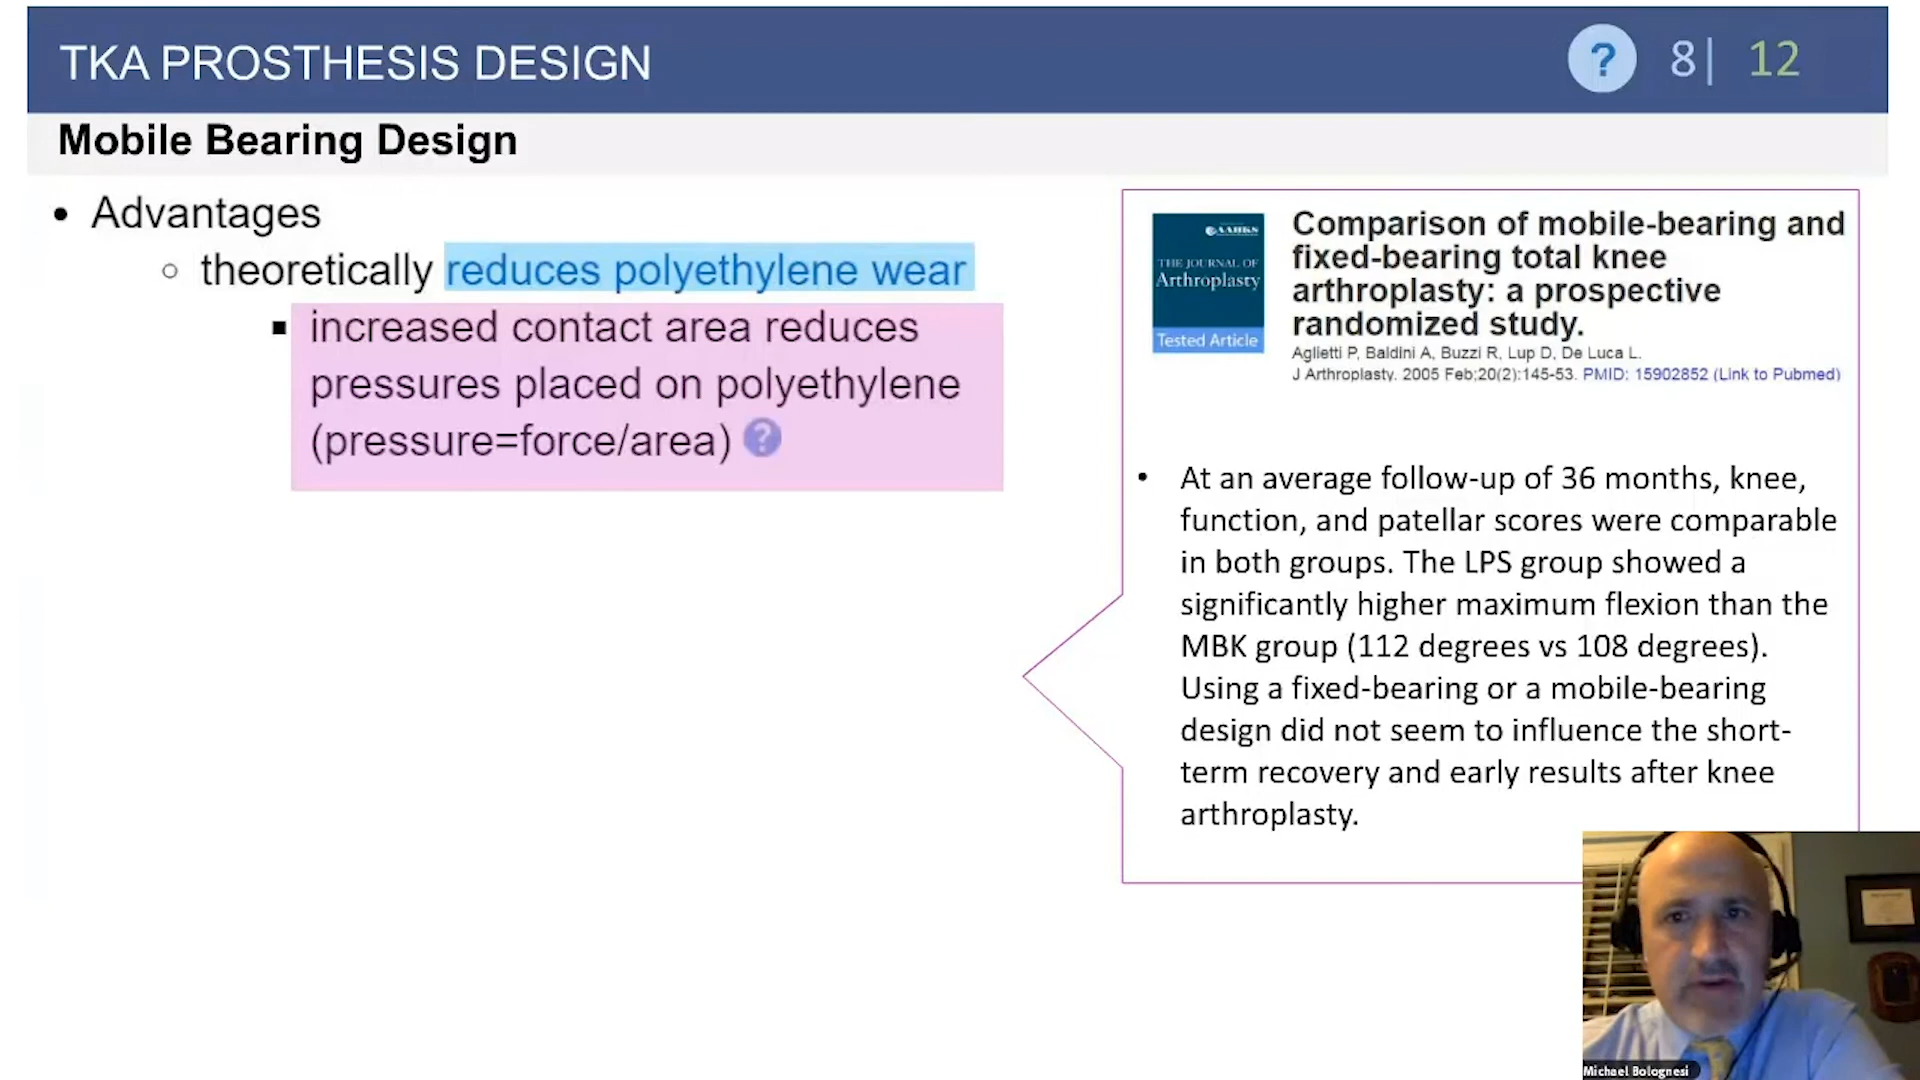 TKA PROSTHESIS DESIGN
? 8| 12
Mobile Bearing Design
• Advantages
○ theoretically reduces polyethylene wear
▪ increased contact area reduces
pressures placed on polyethylene
(pressure=force/area) ?
AAHKS
THE JOURNAL OF
Arthroplasty
Tested Article
Comparison of mobile-bearing and
fixed-bearing total knee
arthroplasty: a prospective
randomized study.
Aglietti P, Baldini A, Buzzi R, Lup D, De Luca L.
J Arthroplasty. 2005 Feb;20(2):145-53. PMID: 15902852 (Link to Pubmed)
• At an average follow-up of 36 months, knee,
function, and patellar scores were comparable
in both groups. The LPS group showed a
significantly higher maximum flexion than the
MBK group (112 degrees vs 108 degrees).
Using a fixed-bearing or a mobile-bearing
design did not seem to influence the short-
term recovery and early results after knee
arthroplasty.
Michael Bolognesi